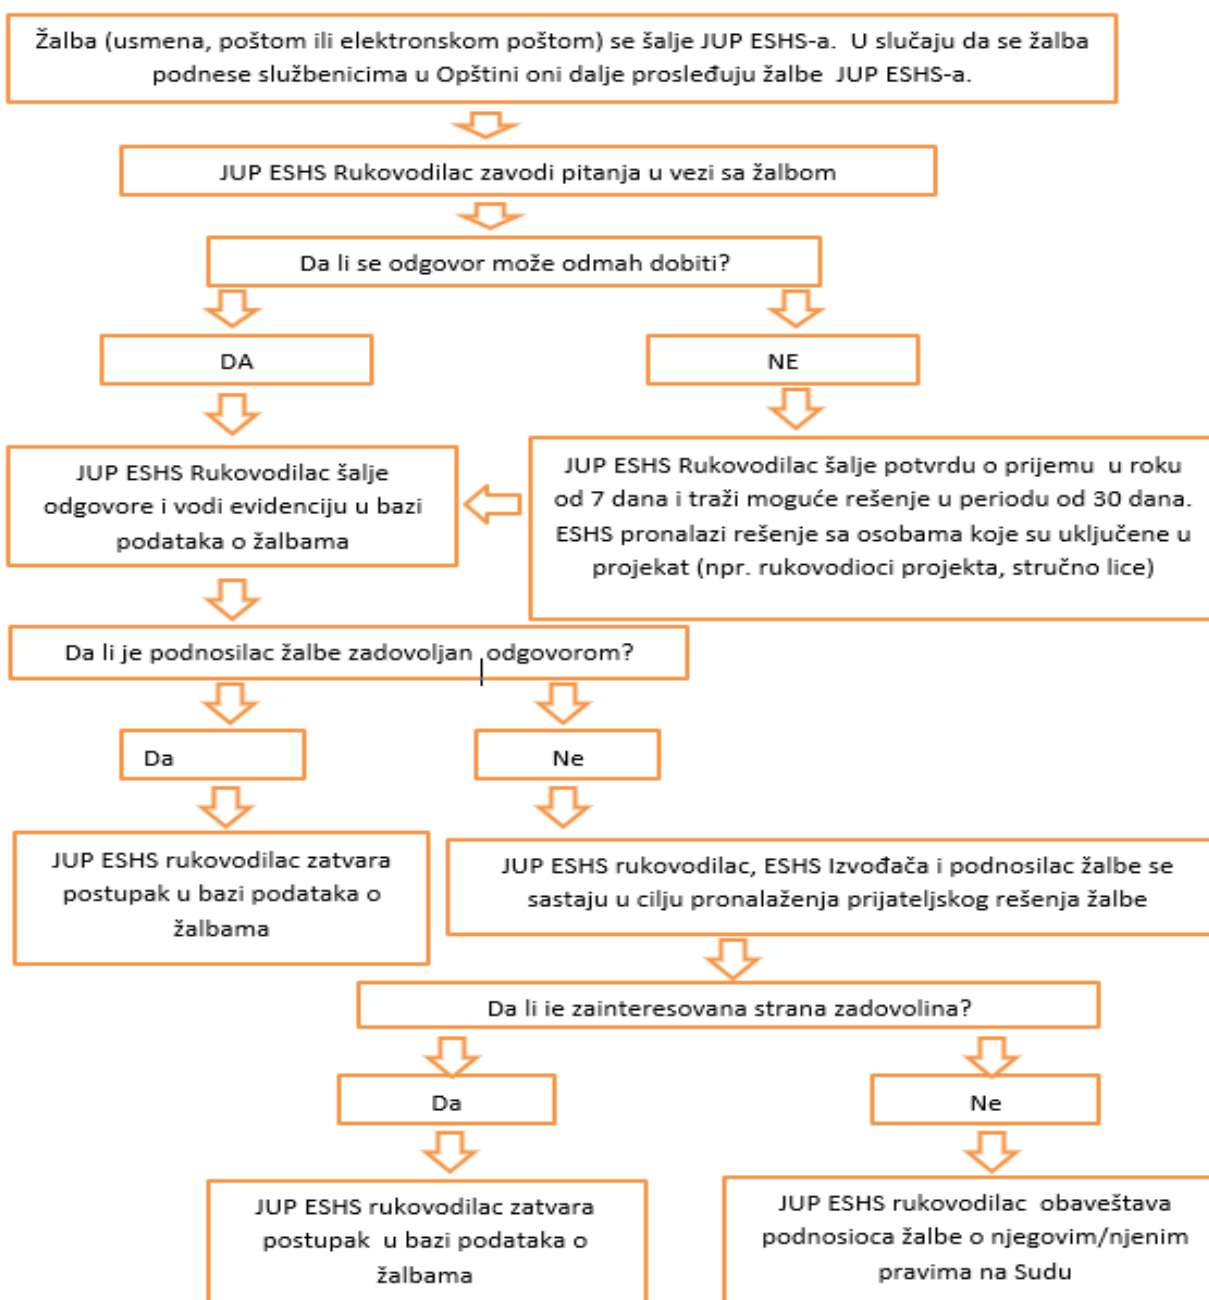 Žalba (usmena, poštom ili elektronskom poštom) se šalje JUP ESHS-a. U slučaju da se žalba
podnese službenicima u Opštini oni dalje prosleđuju žalbe JUP ESHS-a.
JUP ESHS Rukovodilac zavodi pitanja u vezi sa žalbom
Da li se odgovor može odmah dobiti?
DA
NE
JUP ESHS Rukovodilac šalje
odgovore i vodi evidenciju u bazi
podataka o žalbama
JUP ESHS Rukovodilac šalje potvrdu o prijemu u roku
od 7 dana i traži moguće rešenje u periodu od 30 dana.
ESHS pronalazi rešenje sa osobama koje su uključene u
projekat (npr. rukovodioci projekta, stručno lice)
Da li je podnosilac žalbe zadovoljan odgovorom?
Da
Ne
JUP ESHS rukovodilac zatvara
postupak u bazi podataka o
žalbama
JUP ESHS rukovodilac, ESHS Izvođača i podnosilac žalbe se
sastaju u cilju pronalaženja prijateljskog rešenja žalbe
Da li ie zainteresovana strana zadovolina?
Da
Ne
JUP ESHS rukovodilac zatvara
postupak u bazi podataka o
žalbama
JUP ESHS rukovodilac obaveštava
podnosioca žalbe o njegovim/njenim
pravima na Sudu